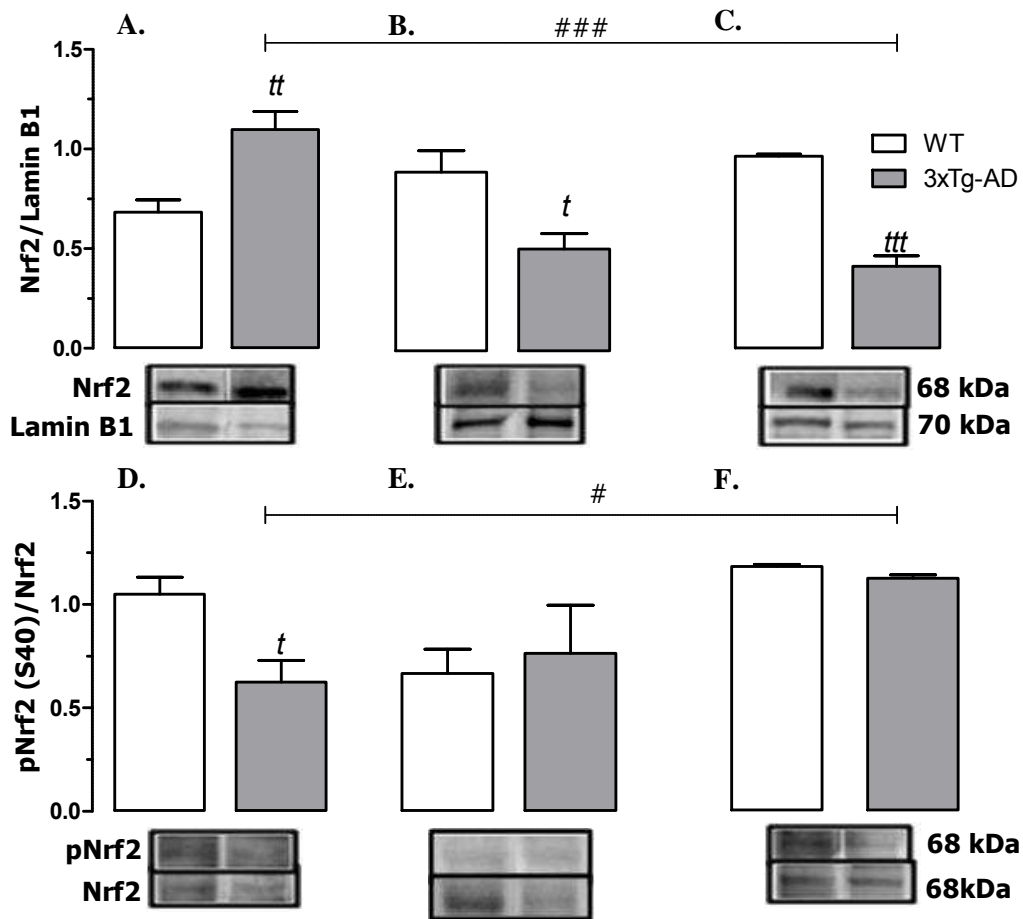 A. B. C.
###
1.5
1.0
0.5
0.0
Nrf2/Lamin B1
tt
t
ttt
WT
3xTg-AD
Nrf2 68 kDa
Lamin B1 70 kDa
D. E. F.
#
1.5
1.0
0.5
0.0
pNrf2 (S40)/Nrf2
t
pNrf2 68 kDa
Nrf2 68kDa